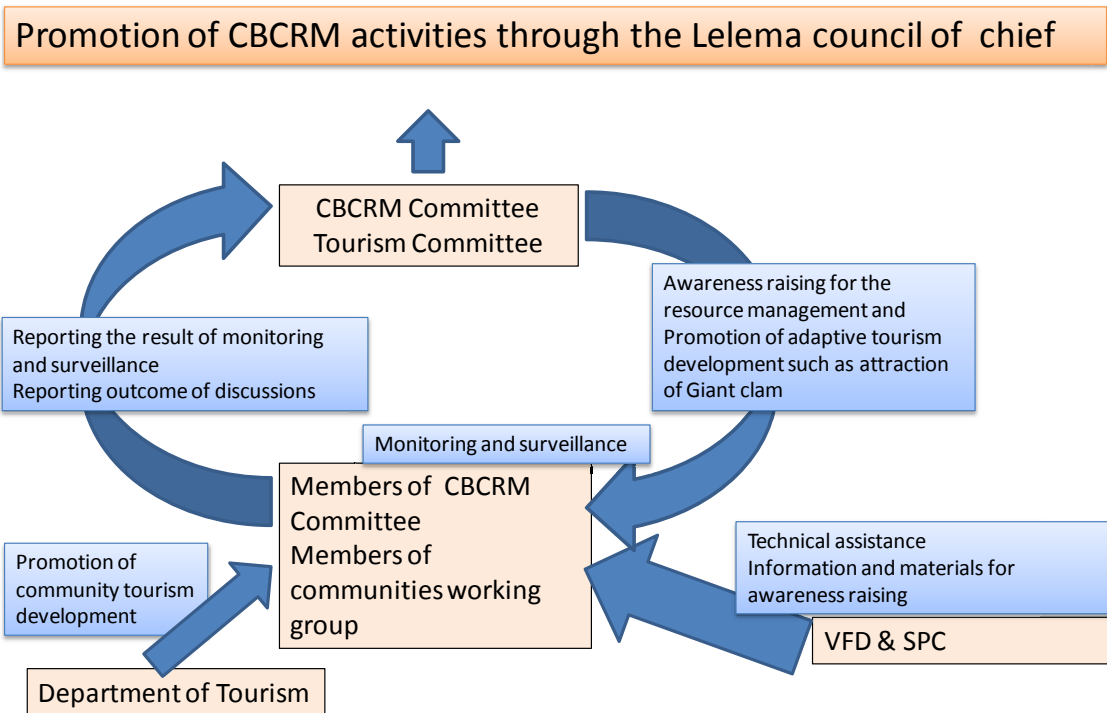 Promotion of CBCRM activities through the Lelema council of chief
CBCRM Committee
Tourism Committee
Awareness raising for the
resource management and
Promotion of adaptive tourism
development such as attraction
of Giant clam
Reporting the result of monitoring
and surveillance
Reporting outcome of discussions
Monitoring and surveillance
Members of CBCRM
Committee
Members of
communities working
group
Promotion of
community tourism
development
Technical assistance
Information and materials for
awareness raising
VFD & SPC
Department of Tourism